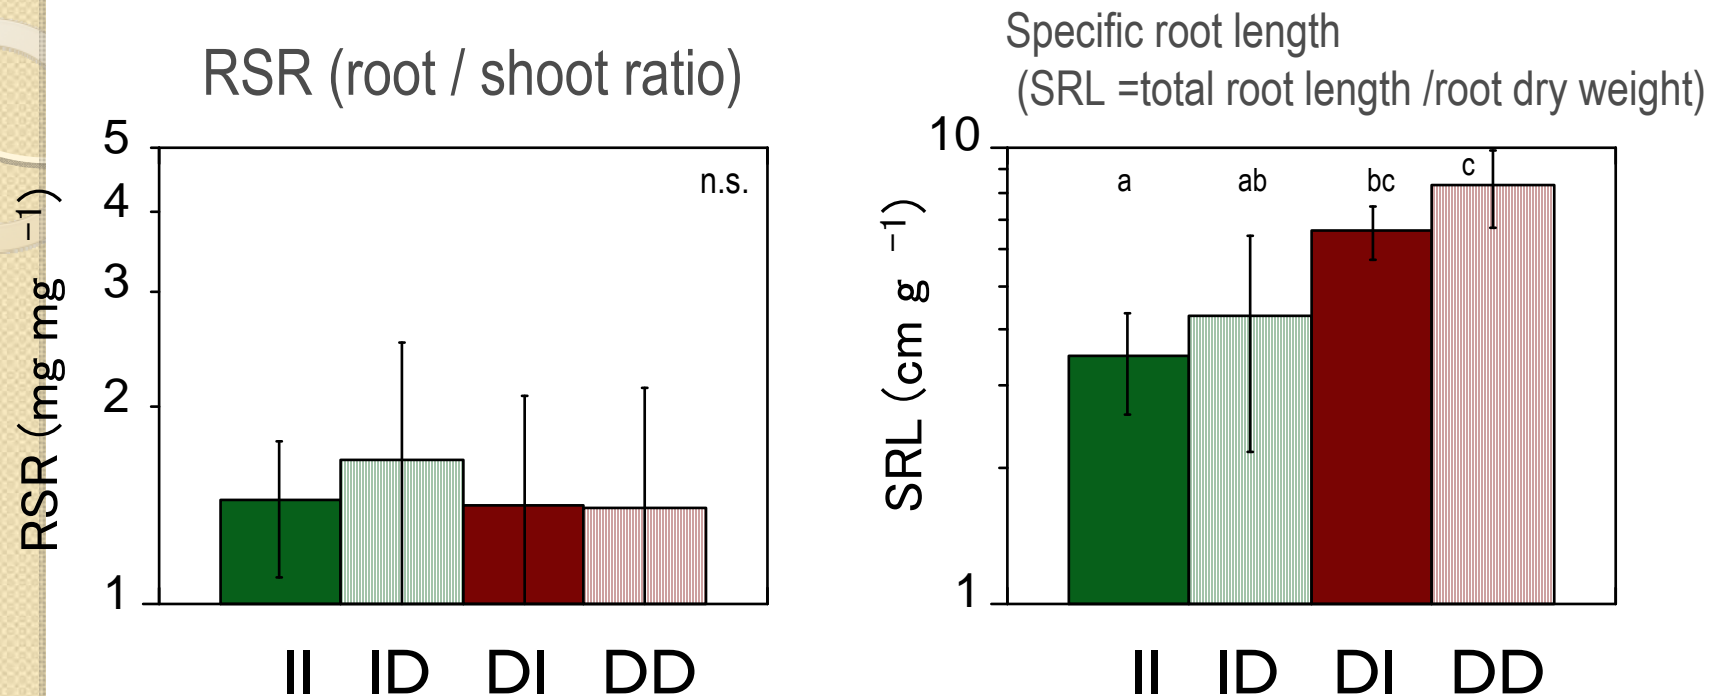 RSR (root / shoot ratio)
5
4
3
2
1
RSR (mg mg −1)
n.s.
II ID DI DD
Specific root length
(SRL =total root length /root dry weight)
10
1
SRL (cm g −1)
a ab bc c
II ID DI DD